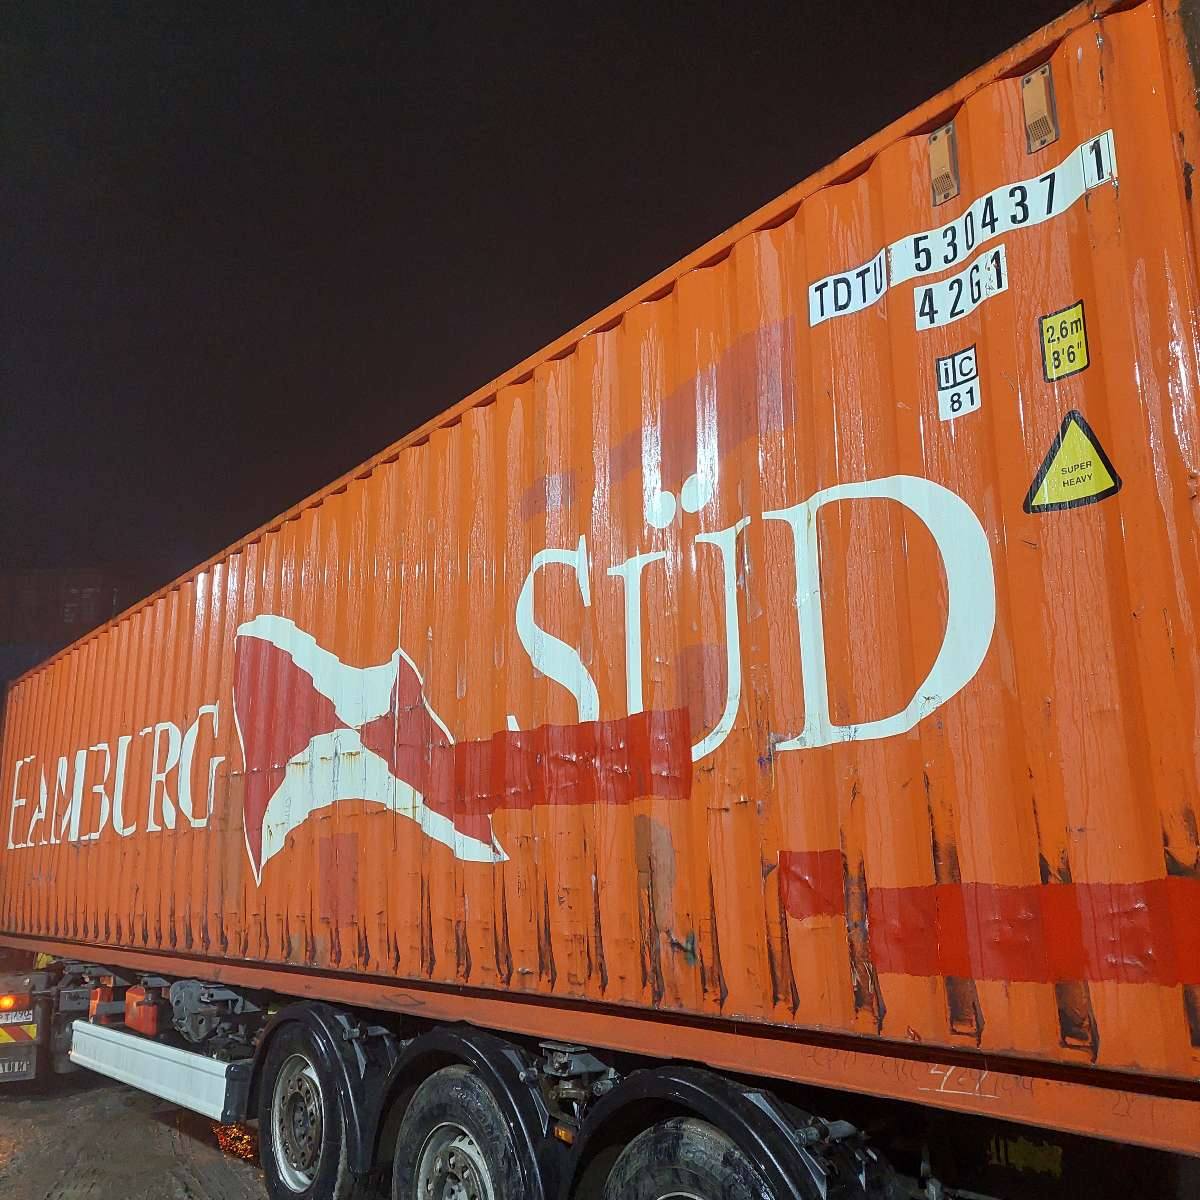 TDTU 530437 1
42G1
2,6m
8'6"
iC
81
SUPER
HEAVY
HAMBURG SÜD